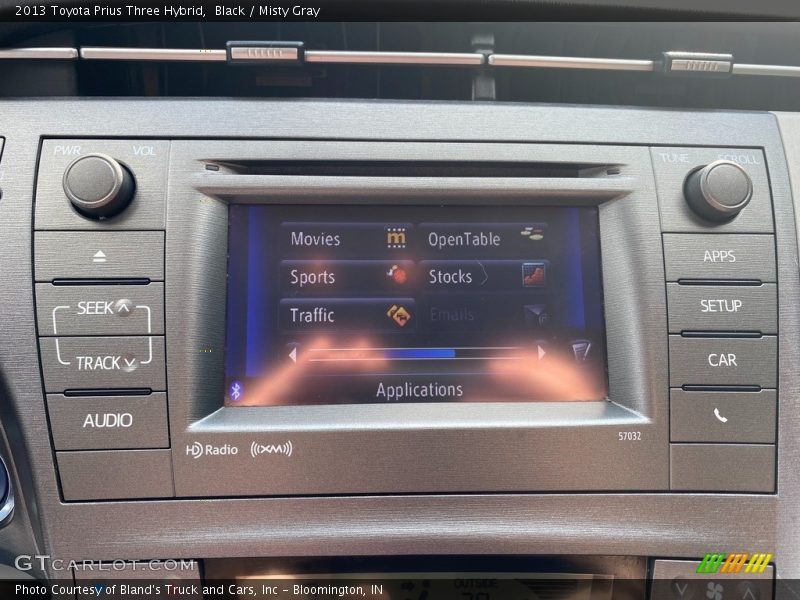 2013 Toyota Prius Three Hybrid,  Black / Misty Gray
PWR VOL
TUNE SCROLL
Movies m OpenTable
Sports Stocks
Traffic Emails
Applications
SEEK
TRACK
AUDIO
APPS
SETUP
CAR
HD Radio ((XM))
57032
GTCarLot.com
OUTSIDE
Photo Courtesy of Bland's Truck and Cars, Inc - Bloomington, IN